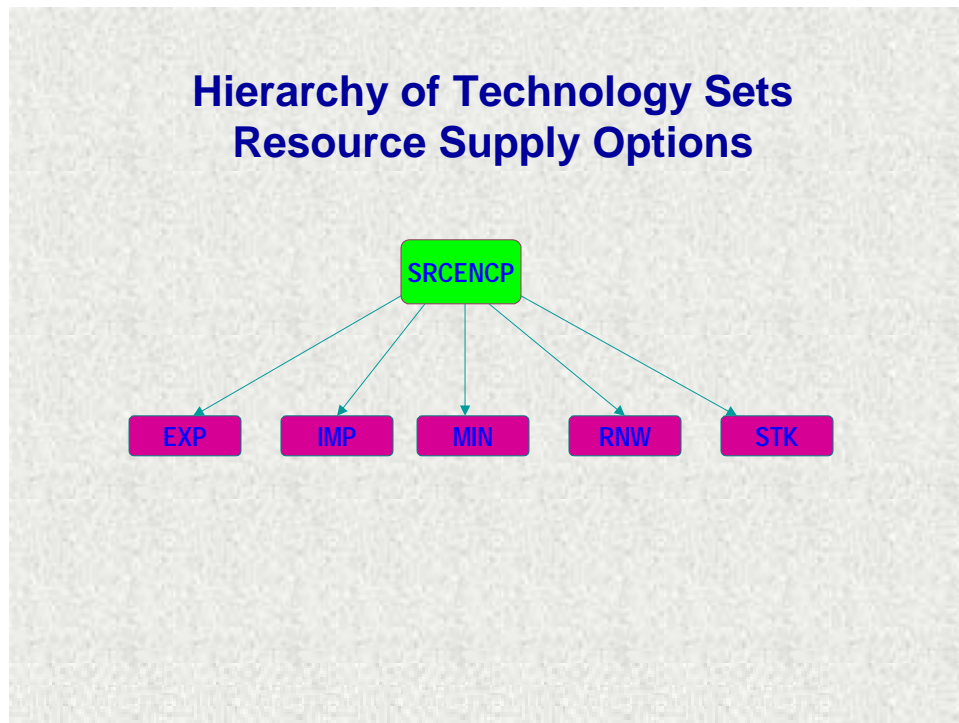 Hierarchy of Technology Sets
Resource Supply Options
SRCENCP
EXP IMP MIN RNW STK